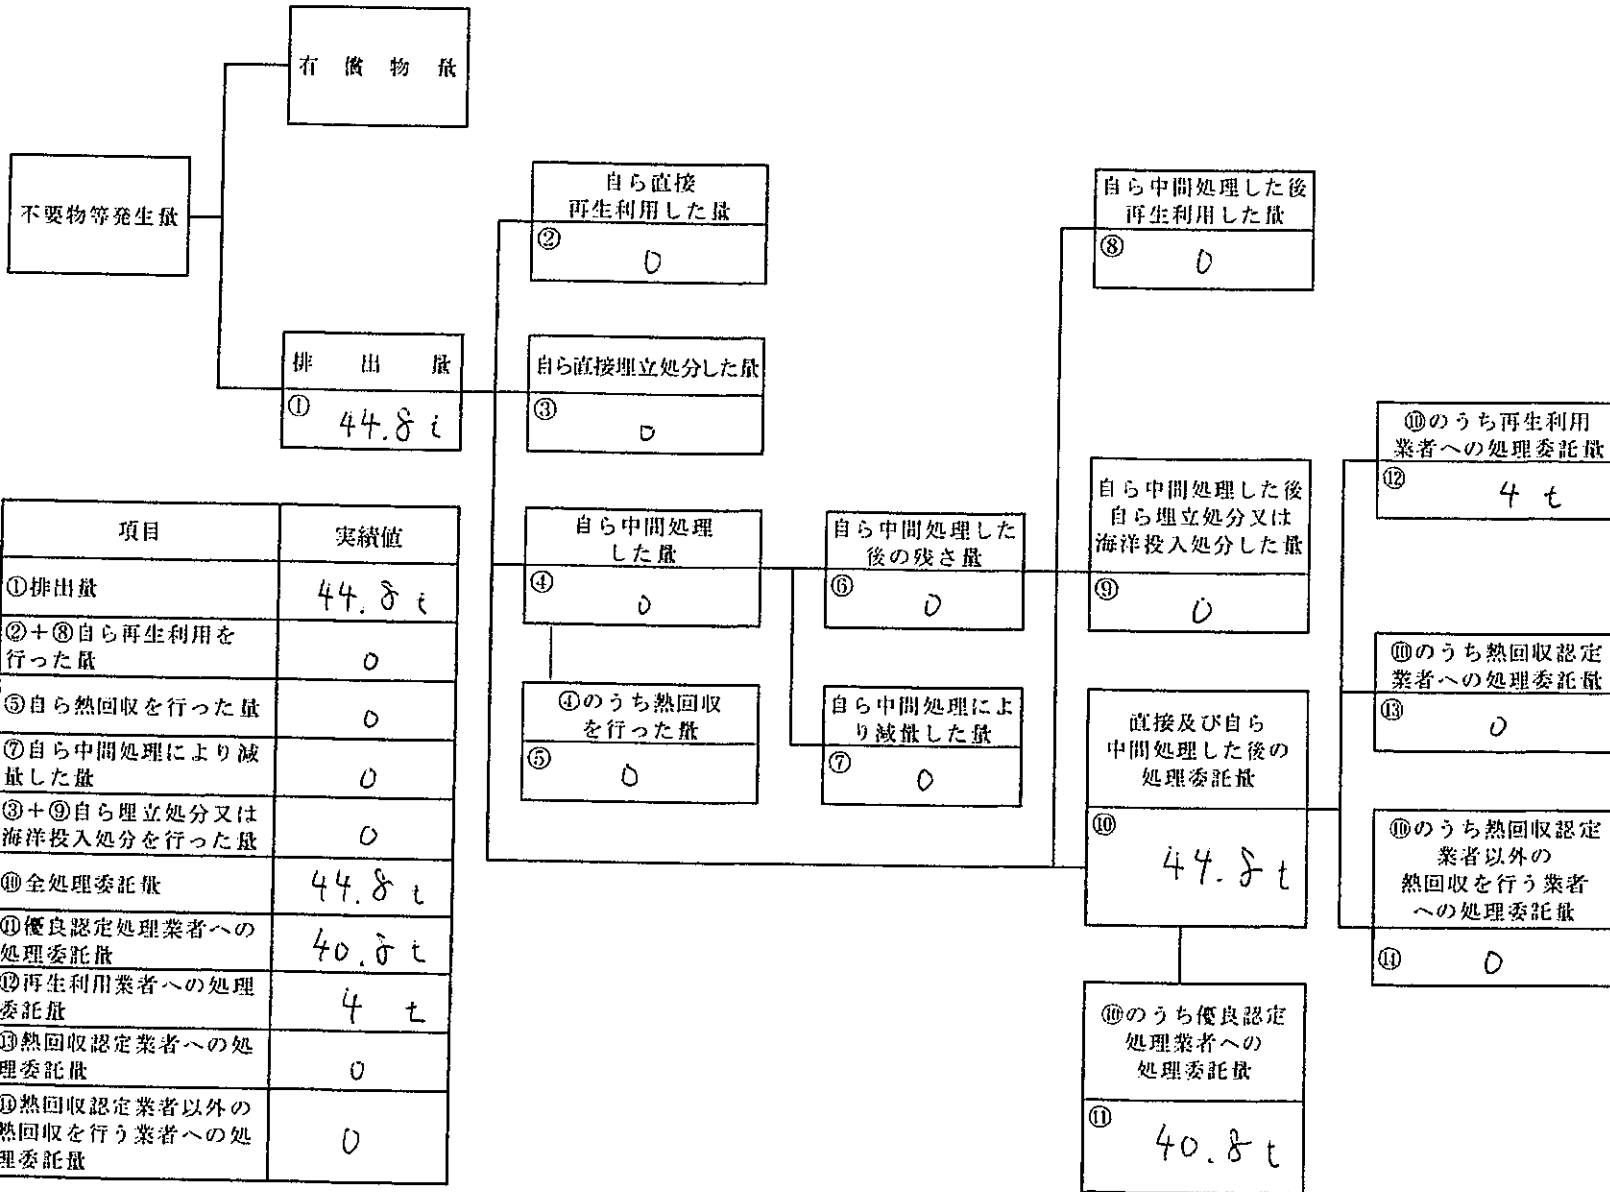 有償物量
不要物等発生量
自ら直接
再生利用した量
②
0
自ら中間処理した後
再生利用した量
⑧
0
排出量
①
44.8 t
自ら直接埋立処分した量
③
0
⑩のうち再生利用
業者への処理委託量
⑫
4 t
自ら中間処理
した量
④
0
自ら中間処理した
後の残さ量
⑥
0
自ら中間処理した後
自ら埋立処分又は
海洋投入処分した量
⑨
0
⑩のうち熱回収認定
業者への処理委託量
⑬
0
④のうち熱回収
を行った量
⑤
0
自ら中間処理によ
り減量した量
⑦
0
直接及び自ら
中間処理した後の
処理委託量
⑩
44.8 t
⑩のうち熱回収認定
業者以外の
熱回収を行う業者
への処理委託量
⑭
0
⑩のうち優良認定
処理業者への
処理委託量
⑪
40.8 t
項目 実績値
①排出量 44.8 t
②+⑧自ら再生利用を
行った量 0
⑤自ら熱回収を行った量 0
⑦自ら中間処理により減
量した量 0
③+⑨自ら埋立処分又は
海洋投入処分を行った量 0
⑩全処理委託量 44.8 t
⑪優良認定処理業者への
処理委託量 40.8 t
⑫再生利用業者への処理
委託量 4 t
⑬熱回収認定業者への処
理委託量 0
⑭熱回収認定業者以外の
熱回収を行う業者への処
理委託量 0